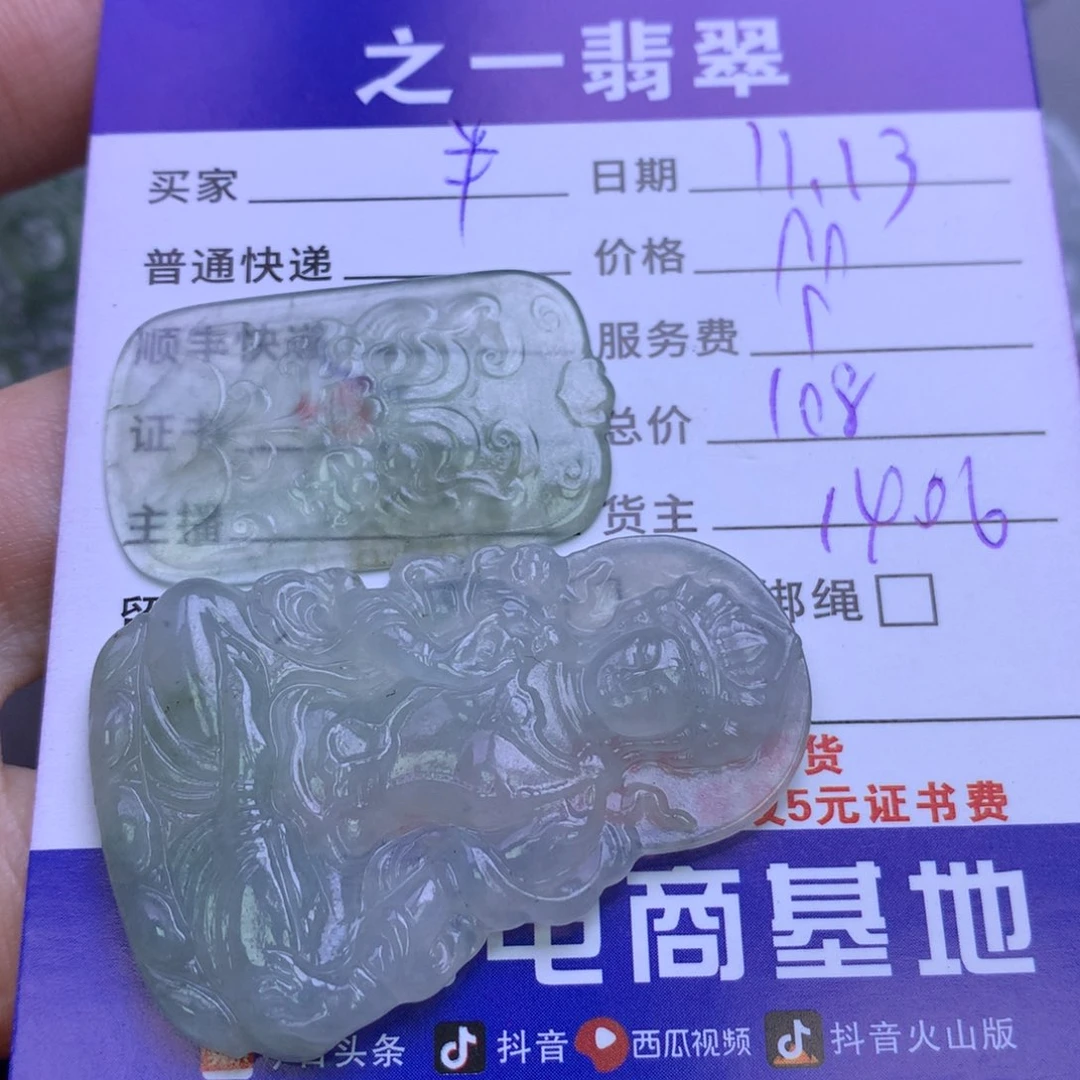 之一翡翠
买家 日期 11.13
普通快递 价格
顺丰快递 服务费
证书 总价 108
主播 货主 1406
留 绑绳
货
5元证书费
电商基地
今日头条 抖音 西瓜视频 抖音火山版